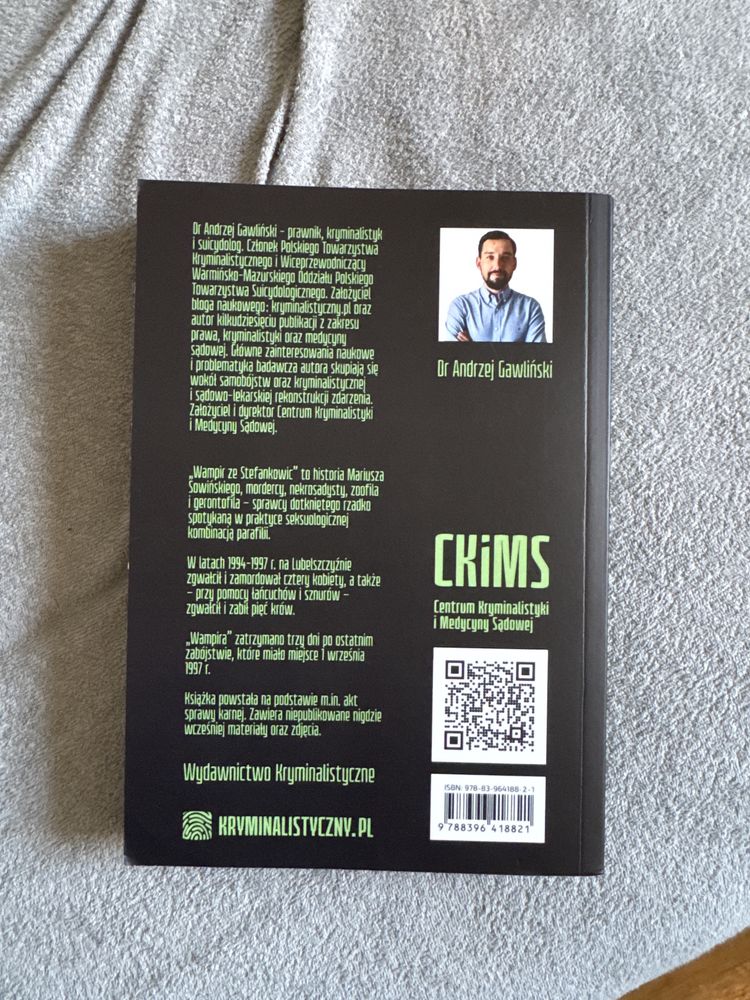 Dr Andrzej Gawliński – prawnik, kryminalistyk
i suicydolog. Członek Polskiego Towarzystwa
Kryminalistycznego i Wiceprzewodniczący
Warmińsko-Mazurskiego Oddziału Polskiego
Towarzystwa Suicydologicznego. Założyciel
bloga naukowego: kryminalistyczny.pl oraz
autor kilkudziesięciu publikacji z zakresu
prawa, kryminalistyki oraz medycyny
sądowej. Główne zainteresowania naukowe
i problematyka badawcza autora skupiają się
wokół samobójstw oraz kryminalistycznej
i sądowo-lekarskiej rekonstrukcji zdarzenia.
Założyciel i dyrektor Centrum Kryminalistyki
i Medycyny Sądowej.
„Wampir ze Stefankowic” to historia Mariusza
Sowińskiego, mordercy, nekrosadysty, zoofila
i gerontofila – sprawcy dotkniętego rzadko
spotykaną w praktyce seksuologicznej
kombinacją parafilii.
W latach 1994-1997 r. na Lubelszczyźnie
zgwałcił i zamordował cztery kobiety, a także
– przy pomocy łańcuchów i sznurów –
zgwałcił i zabił pięć krów.
„Wampira” zatrzymano trzy dni po ostatnim
zabójstwie, które miało miejsce 1 września
1997 r.
Książka powstała na podstawie m.in. akt
sprawy karnej. Zawiera niepublikowane nigdzie
wcześniej materiały oraz zdjęcia.
Wydawnictwo Kryminalistyczne
KRYMINALISTYCZNY.PL
Dr Andrzej Gawliński
CKiMS
Centrum Kryminalistyki
i Medycyny Sądowej
ISBN: 978-83-964188-2-1
9 788396 418821